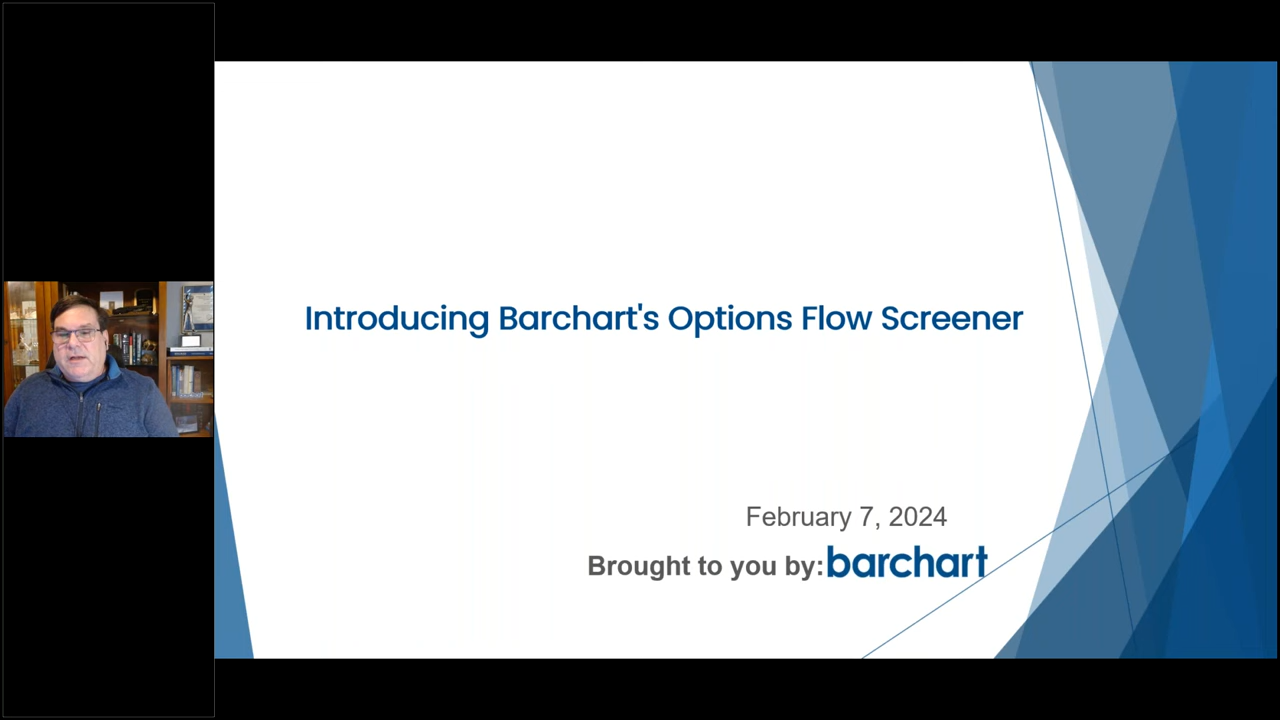 Introducing Barchart's Options Flow Screener
February 7, 2024
Brought to you by: barchart